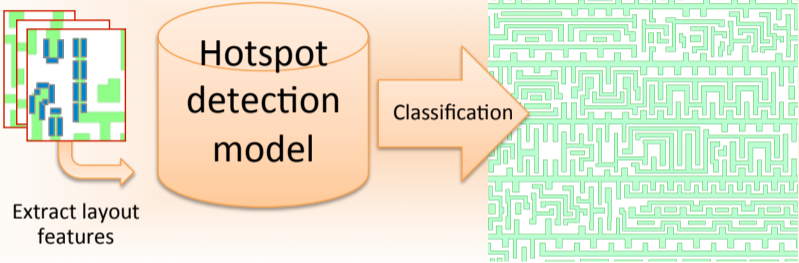 Hotspot
detection
model
Classification
Extract layout
features